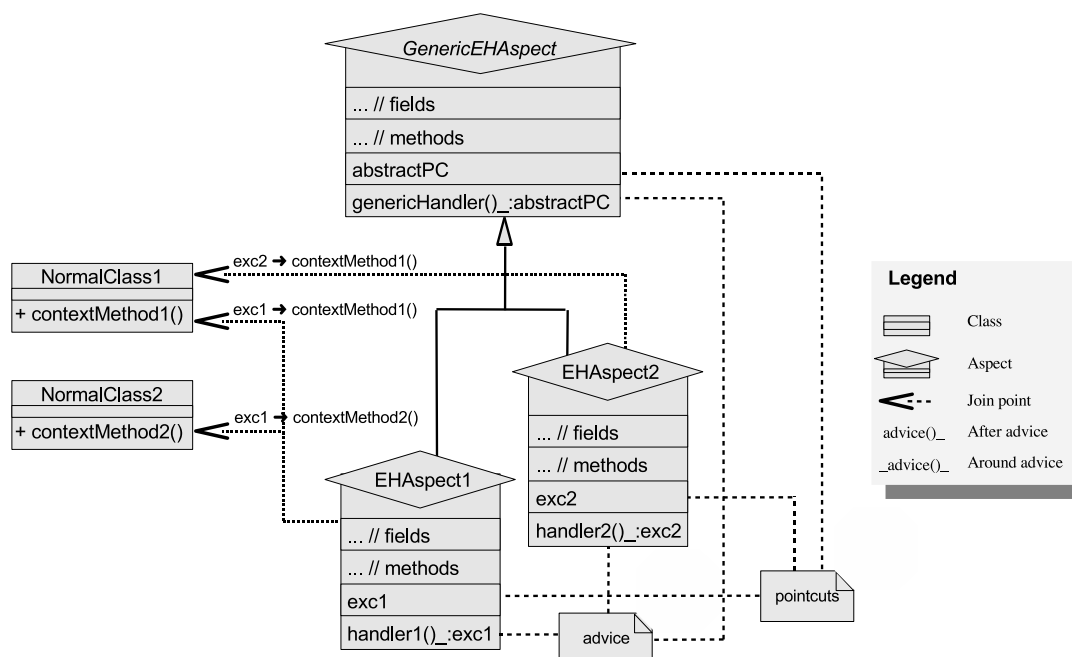 GenericEHAspect
... // fields
... // methods
abstractPC
genericHandler()_:abstractPC
exc2 ➔ contextMethod1()
NormalClass1
+ contextMethod1()
exc1 ➔ contextMethod1()
NormalClass2
+ contextMethod2()
exc1 ➔ contextMethod2()
EHAspect2
... // fields
... // methods
exc2
handler2()_:exc2
EHAspect1
... // fields
... // methods
exc1
handler1()_:exc1
advice
pointcuts
Legend
Class
Aspect
Join point
advice()_ After advice
_advice()_ Around advice